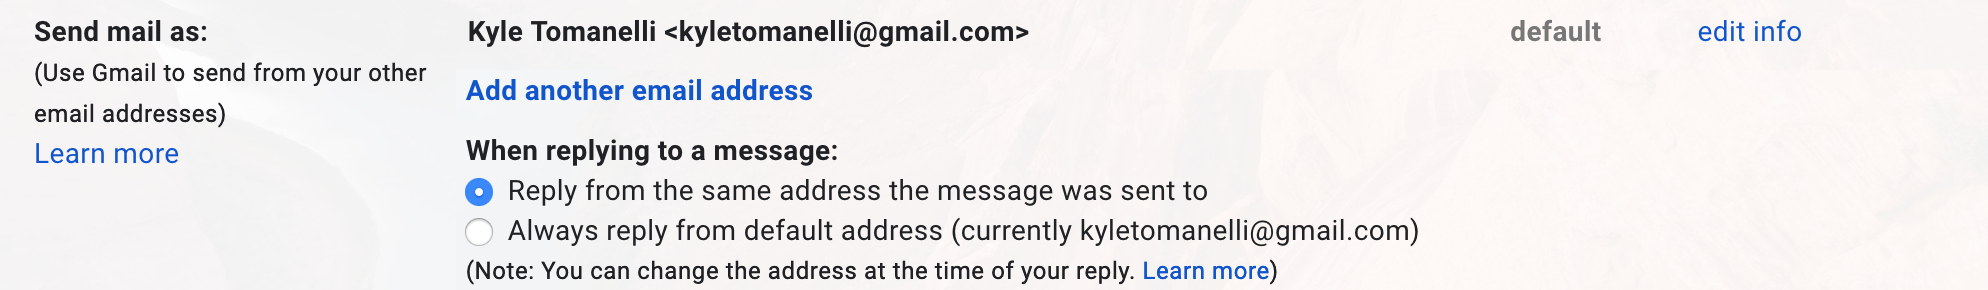 Send mail as:
(Use Gmail to send from your other
email addresses)
Learn more
Kyle Tomanelli <kyletomanelli@gmail.com>
default
edit info
Add another email address
When replying to a message:
Reply from the same address the message was sent to
Always reply from default address (currently kyletomanelli@gmail.com)
(Note: You can change the address at the time of your reply. Learn more)